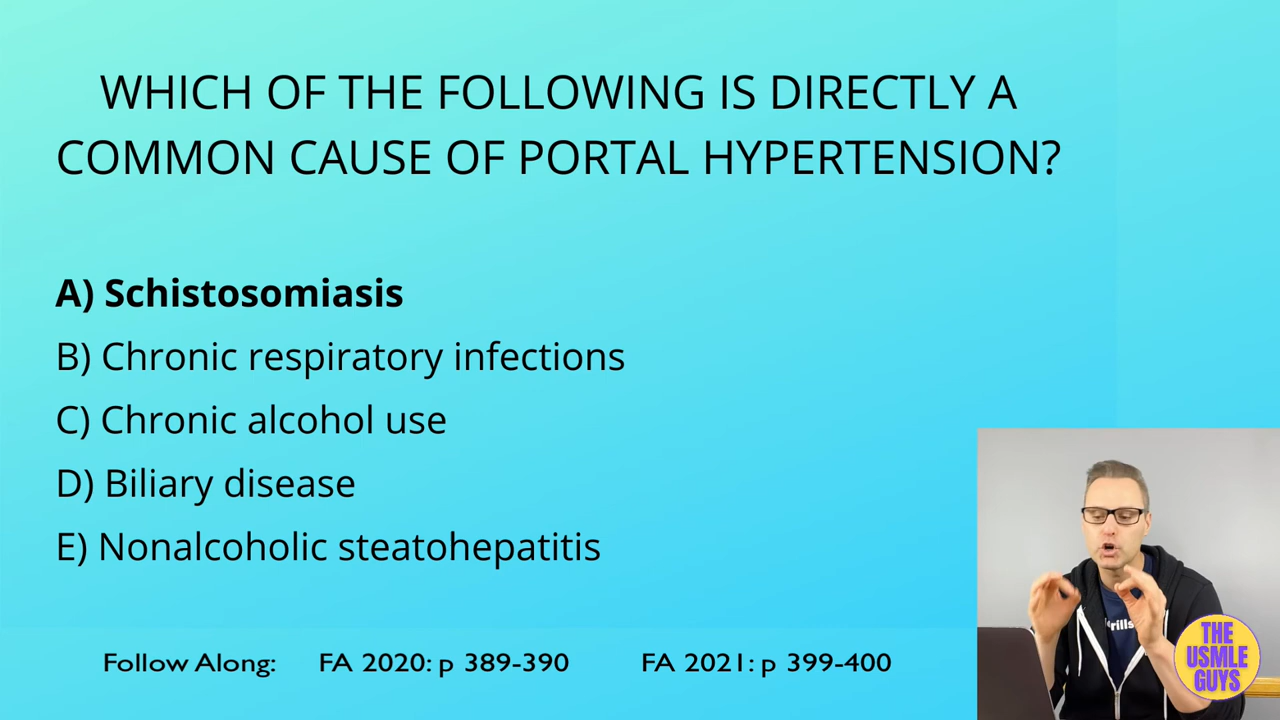 WHICH OF THE FOLLOWING IS DIRECTLY A
COMMON CAUSE OF PORTAL HYPERTENSION?
A) Schistosomiasis
B) Chronic respiratory infections
C) Chronic alcohol use
D) Biliary disease
E) Nonalcoholic steatohepatitis
Follow Along: FA 2020: p 389-390 FA 2021: p 399-400
THE
USMLE
GUYS